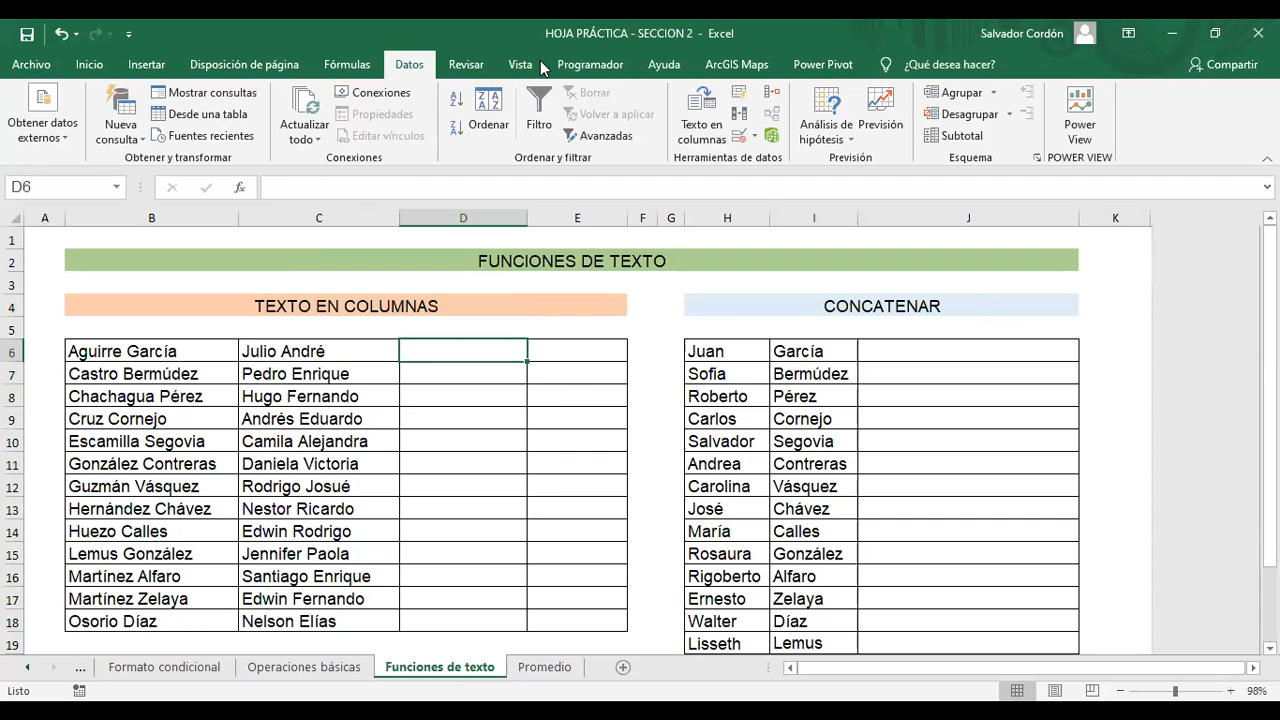 HOJA PRÁCTICA - SECCION 2 - Excel
Salvador Cordón
Archivo Inicio Insertar Disposición de página Fórmulas Datos Revisar Vista Programador Ayuda ArcGIS Maps Power Pivot ¿Qué desea hacer? Compartir
Obtener datos externos
Nueva consulta
Mostrar consultas
Desde una tabla
Fuentes recientes
Obtener y transformar
Actualizar todo
Conexiones
Propiedades
Editar vínculos
Conexiones
Ordenar
Filtro
Borrar
Volver a aplicar
Avanzadas
Ordenar y filtrar
Texto en columnas
Herramientas de datos
Análisis de hipótesis
Previsión
Previsión
Agrupar
Desagrupar
Subtotal
Esquema
Power View
POWER VIEW
D6
fx
A B C D E F G H I J K
1
2 FUNCIONES DE TEXTO
3
4 TEXTO EN COLUMNAS CONCATENAR
5
6 Aguirre García Julio André Juan García
7 Castro Bermúdez Pedro Enrique Sofia Bermúdez
8 Chachagua Pérez Hugo Fernando Roberto Pérez
9 Cruz Cornejo Andrés Eduardo Carlos Cornejo
10 Escamilla Segovia Camila Alejandra Salvador Segovia
11 González Contreras Daniela Victoria Andrea Contreras
12 Guzmán Vásquez Rodrigo Josué Carolina Vásquez
13 Hernández Chávez Nestor Ricardo José Chávez
14 Huezo Calles Edwin Rodrigo María Calles
15 Lemus González Jennifer Paola Rosaura González
16 Martínez Alfaro Santiago Enrique Rigoberto Alfaro
17 Martínez Zelaya Edwin Fernando Ernesto Zelaya
18 Osorio Díaz Nelson Elías Walter Díaz
19 Lisseth Lemus
... Formato condicional Operaciones básicas Funciones de texto Promedio
Listo
98%